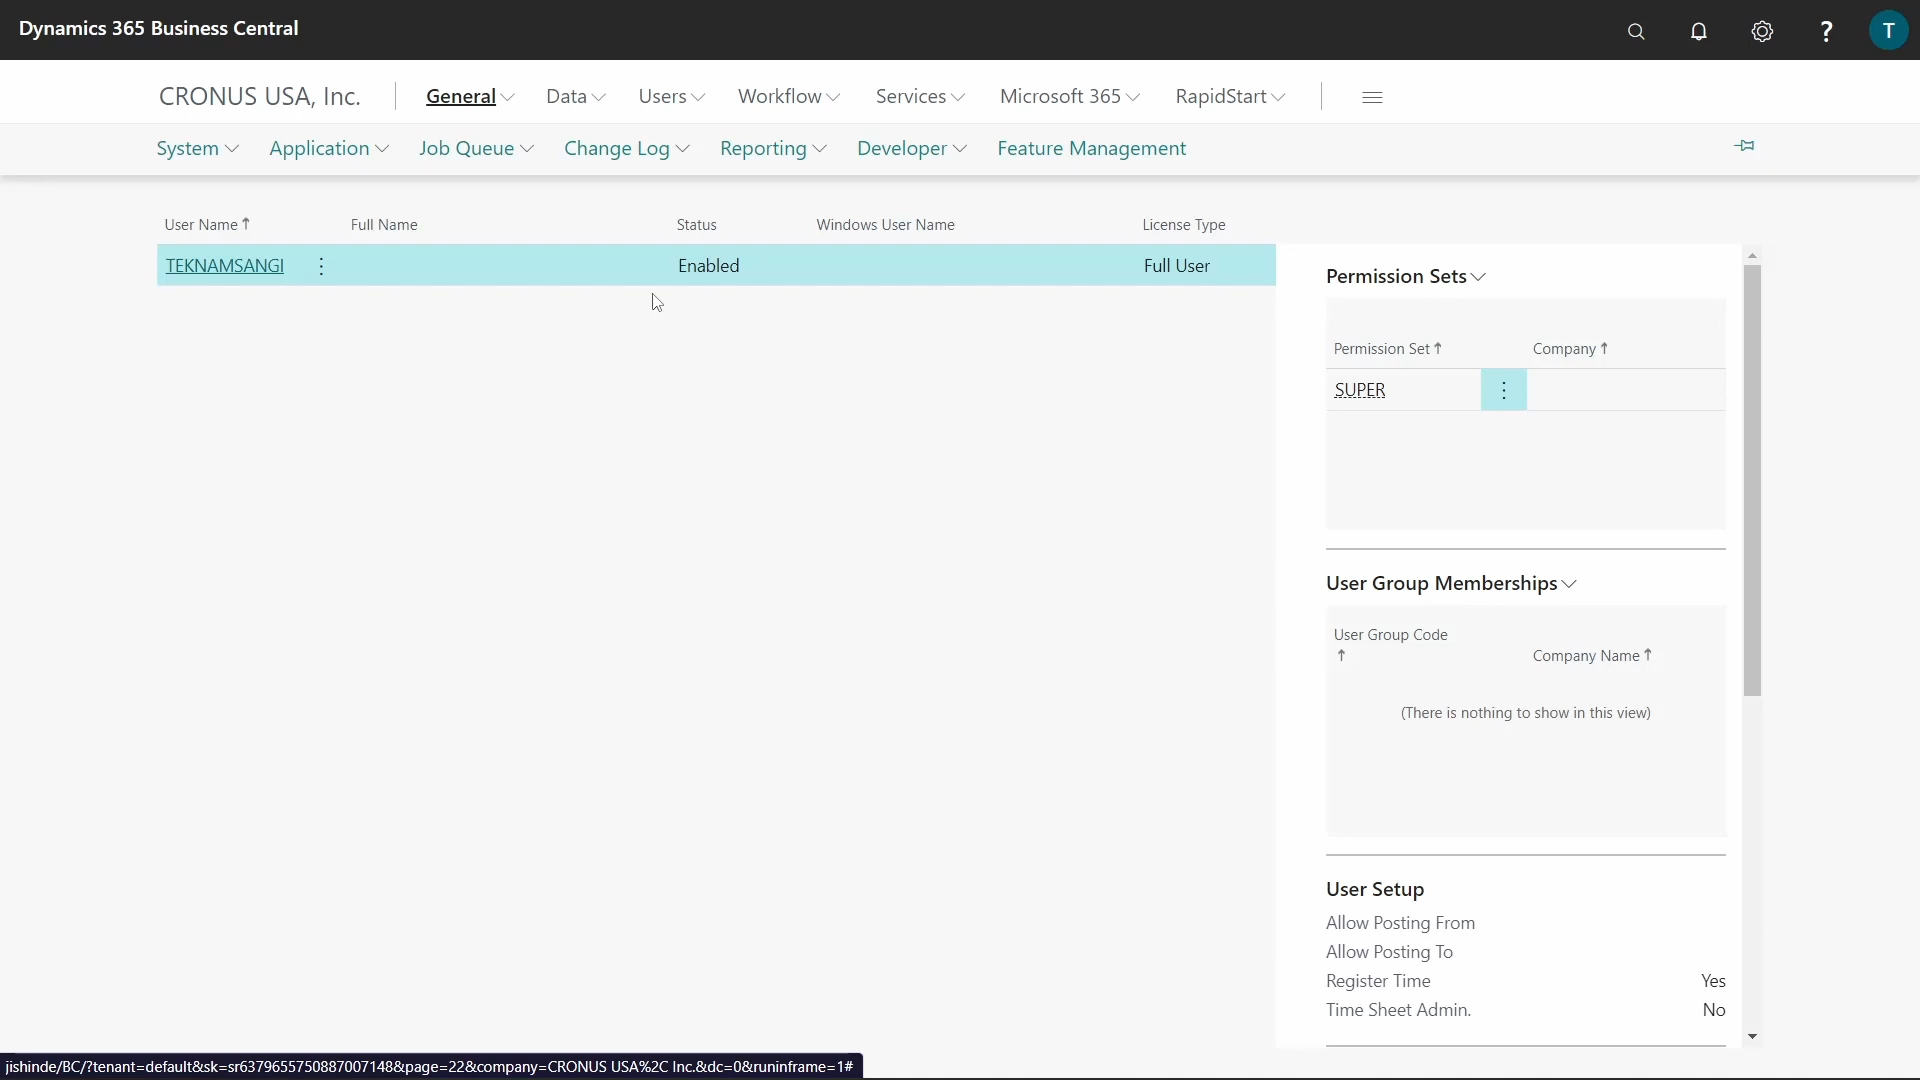 Dynamics 365 Business Central
?
T
CRONUS USA, Inc.
General
Data
Users
Workflow
Services
Microsoft 365
RapidStart
System
Application
Job Queue
Change Log
Reporting
Developer
Feature Management
User Name↑
Full Name
Status
Windows User Name
License Type
TEKNAMSANGI
Enabled
Full User
Permission Sets
Permission Set↑
Company↑
SUPER
User Group Memberships
User Group Code
↑
Company Name↑
(There is nothing to show in this view)
User Setup
Allow Posting From
Allow Posting To
Register Time Yes
Time Sheet Admin. No
jishinde/BC/?tenant=default&sk=sr6379655750887007148&page=22&company=CRONUS USA%2C Inc.&dc=0&runinframe=1#